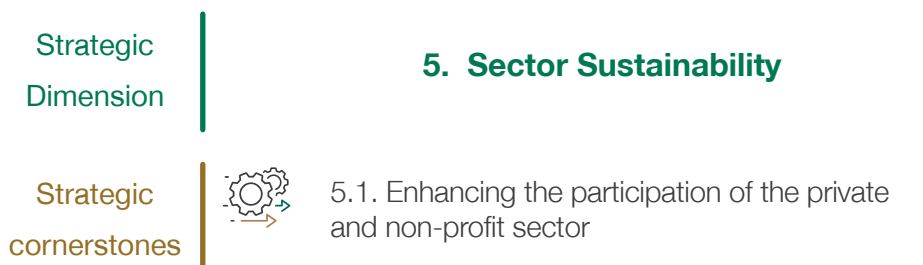 Strategic
Dimension
5. Sector Sustainability
Strategic
cornerstones
5.1. Enhancing the participation of the private
and non-profit sector